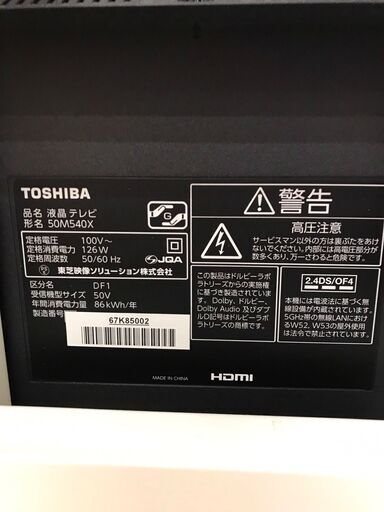 TOSHIBA
品名 液晶テレビ
形名 50M540X
定格電圧 100V～
定格消費電力 126W
定格周波数 50/60 Hz
JQA
東芝映像ソリューション株式会社
区分名 DF1
受信機型サイズ 50V
年間消費電力量 86kWh/年
製造番号
67K85002
警告
高圧注意
サービスマン以外の方は裏ぶたをあけ
ないでください。内部には高電圧部分が
数多くあり、万一さわると危険です。
この製品はドルビーラボ
ラトリーズからの実施権
に基づき製造されていま
す。Dolby、ドルビー、
Dolby Audio 及びダブ
ルD記号はドルビーラボ
ラトリーズの商標です。
2.4DS/OF4
本機には電波法に基づく無
線設備が内蔵されています。
5GHz帯の無線LANにおけ
るW52、W53の屋外使用
は法令で禁止されています。
MADE IN CHINA
HDMI